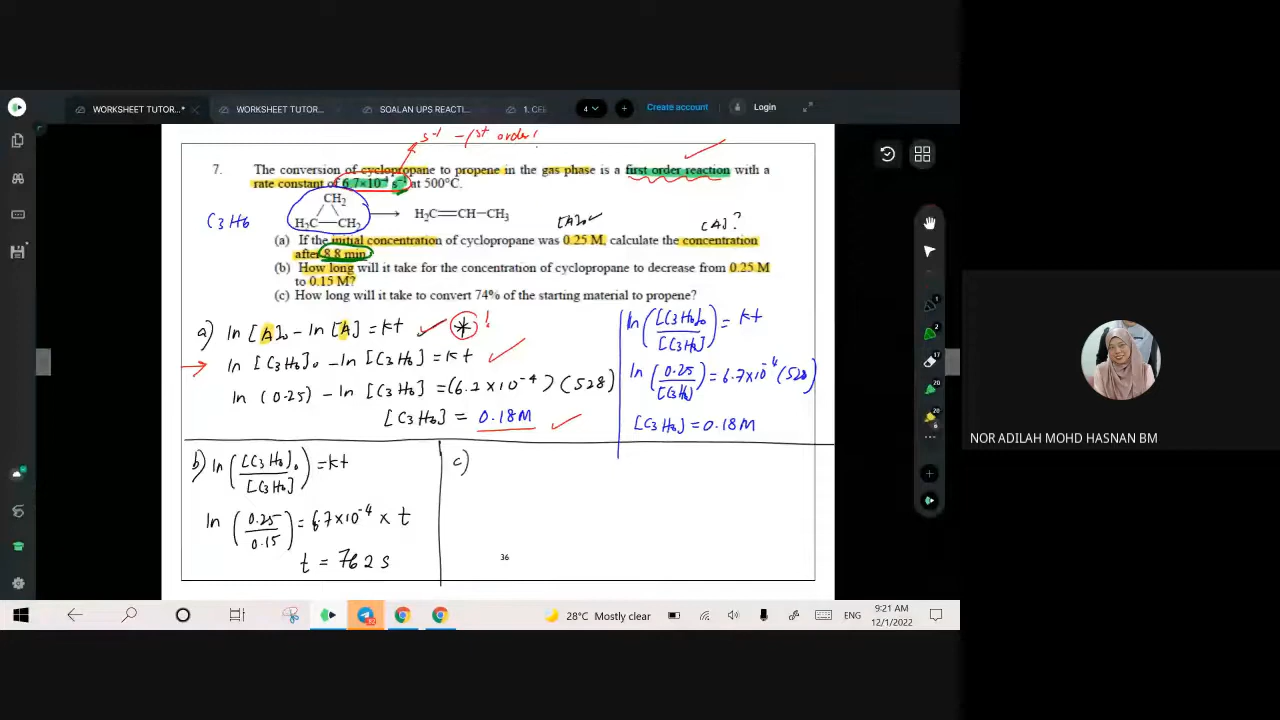 WORKSHEET TUTOR...*
WORKSHEET TUTOR...
SOALAN UPS REACTI...
1. CEI
4
Create account
Login
s⁻¹ – 1st order!
7. The conversion of cyclopropane to propene in the gas phase is a first order reaction with a
rate constant of 6.7×10⁻⁴ s⁻¹ at 500°C.
CH₂
C3H6
H₂C—CH₂ → H₂C=CH—CH₃
[A]₀ ✓ [A]?
(a) If the initial concentration of cyclopropane was 0.25 M, calculate the concentration
after 8.8 min.
(b) How long will it take for the concentration of cyclopropane to decrease from 0.25 M
to 0.15 M?
(c) How long will it take to convert 74% of the starting material to propene?
a) ln [A]₀ – ln [A] = kt ✓ * !
→ ln [C3H6]₀ – ln [C3H6] = kt ✓
ln (0.25) – ln [C3H6] = (6.7×10⁻⁴)(528)
[C3H6] = 0.18M ✓
ln([C3H6]₀/[C3H6]) = kt
ln(0.25/[C3H6]) = 6.7×10⁻⁴(528)
[C3H6] = 0.18M
b) ln([C3H6]₀/[C3H6]) = kt
ln(0.25/0.15) = 6.7×10⁻⁴ × t
t = 762 s
c)
36
NOR ADILAH MOHD HASNAN BM
28°C Mostly clear
ENG
9:21 AM
12/1/2022